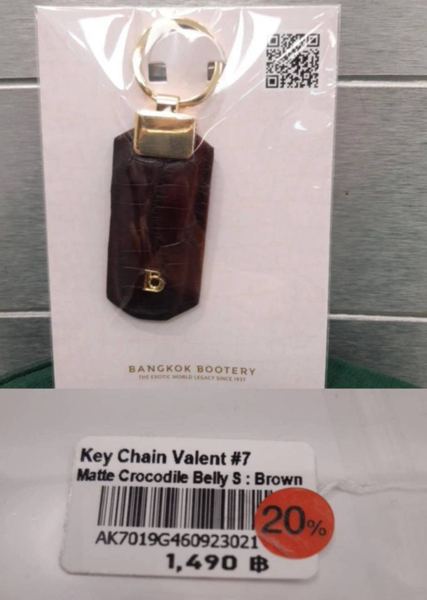 B
BANGKOK BOOTERY
THE EXOTIC WORLD LEGACY SINCE 1937
Key Chain Valent #7
Matte Crocodile Belly S : Brown
20%
AK7019G460923021
1,490 ฿